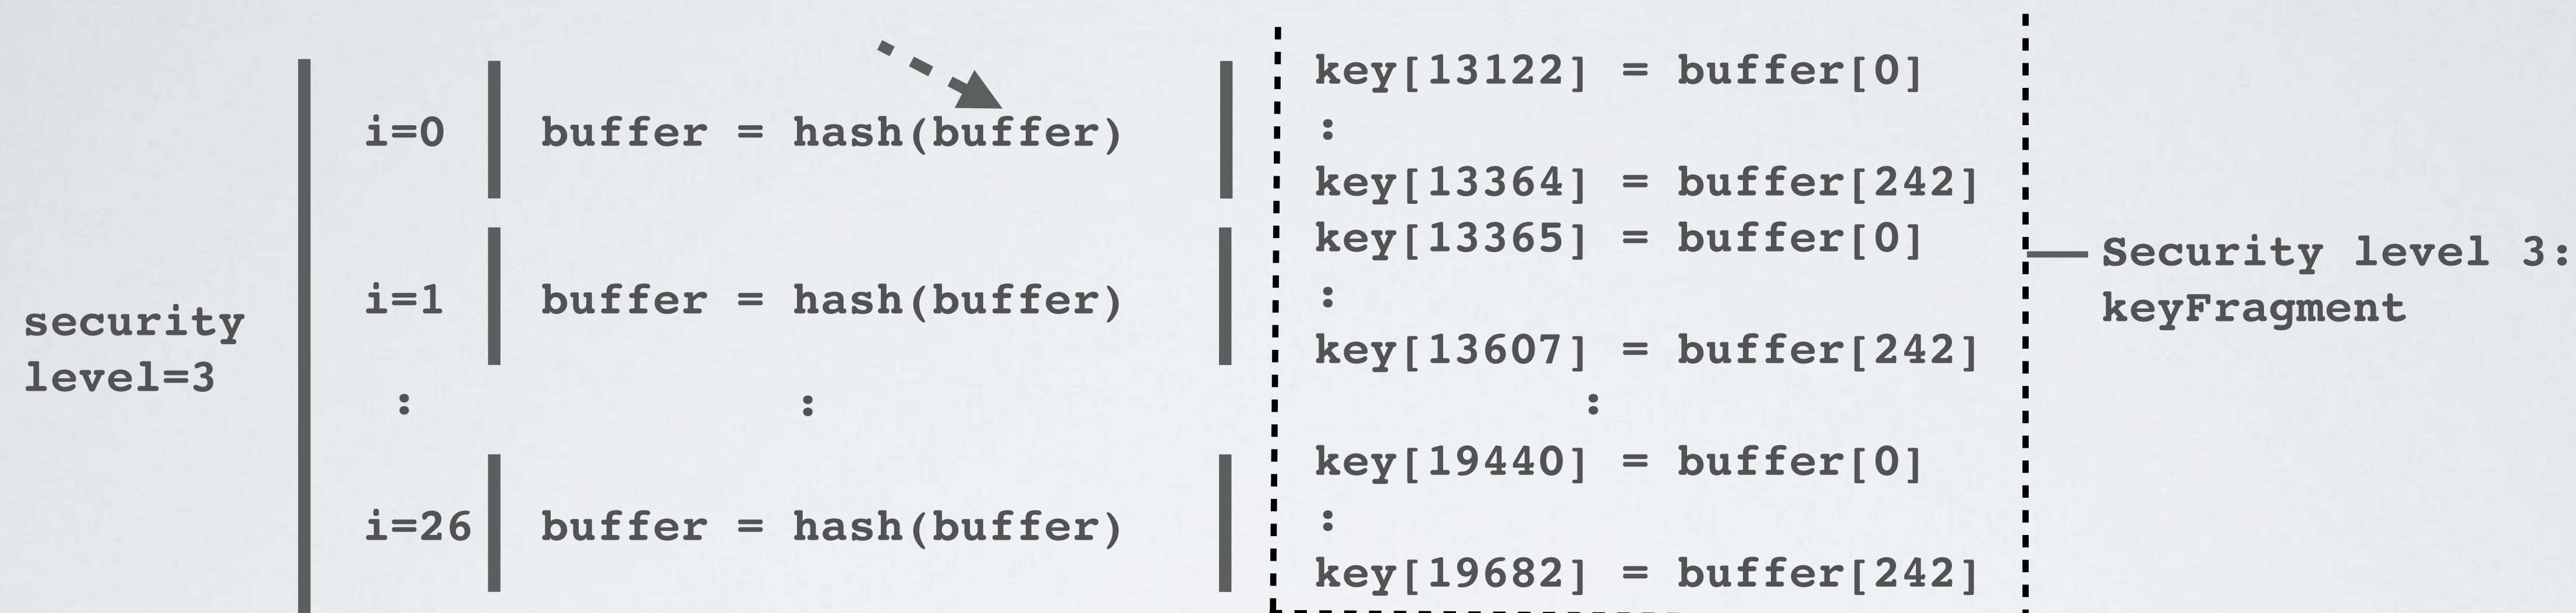 security
level=3
i=0
buffer = hash(buffer)
key[13122] = buffer[0]
:
key[13364] = buffer[242]
i=1
buffer = hash(buffer)
key[13365] = buffer[0]
:
key[13607] = buffer[242]
:
:
:
i=26
buffer = hash(buffer)
key[19440] = buffer[0]
:
key[19682] = buffer[242]
Security level 3:
keyFragment